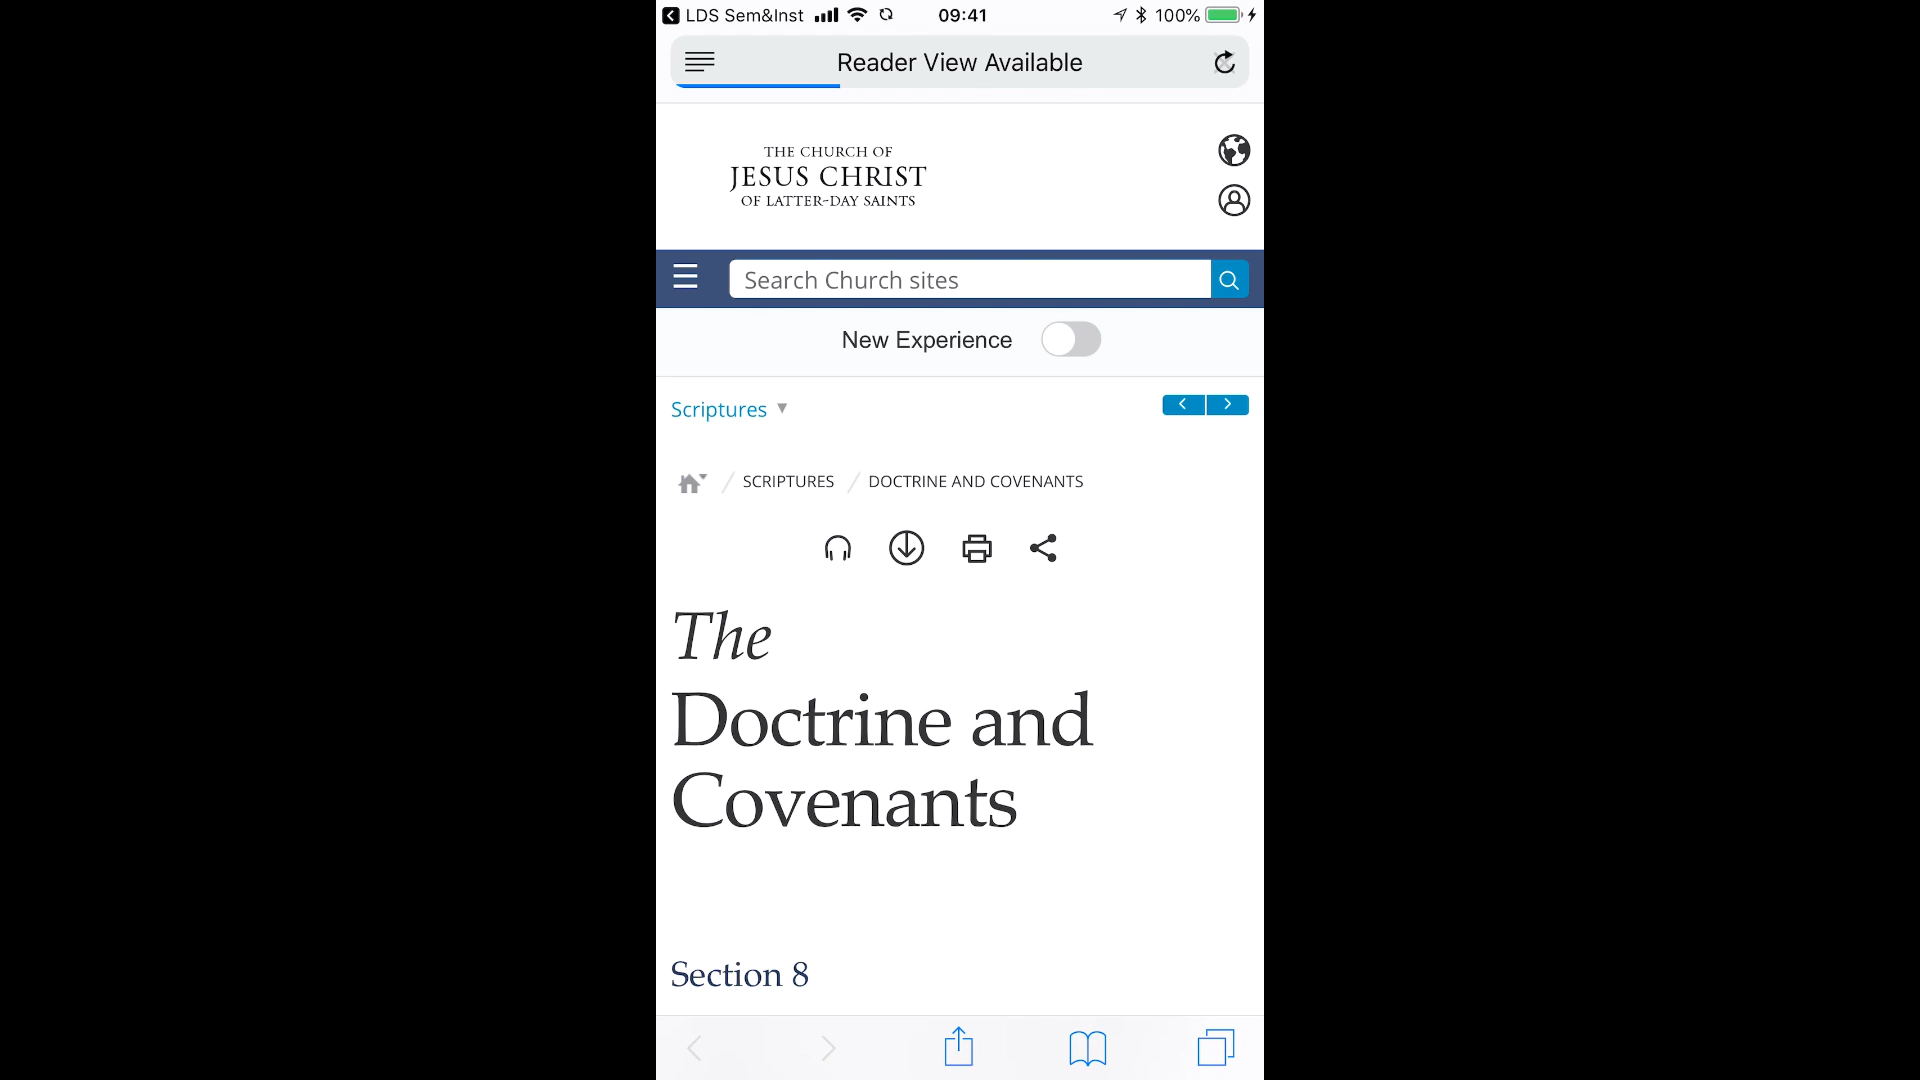 LDS Sem&Inst 09:41 100%
Reader View Available
THE CHURCH OF
JESUS CHRIST
OF LATTER-DAY SAINTS
Search Church sites
New Experience
Scriptures
SCRIPTURES / DOCTRINE AND COVENANTS
The
Doctrine and
Covenants
Section 8